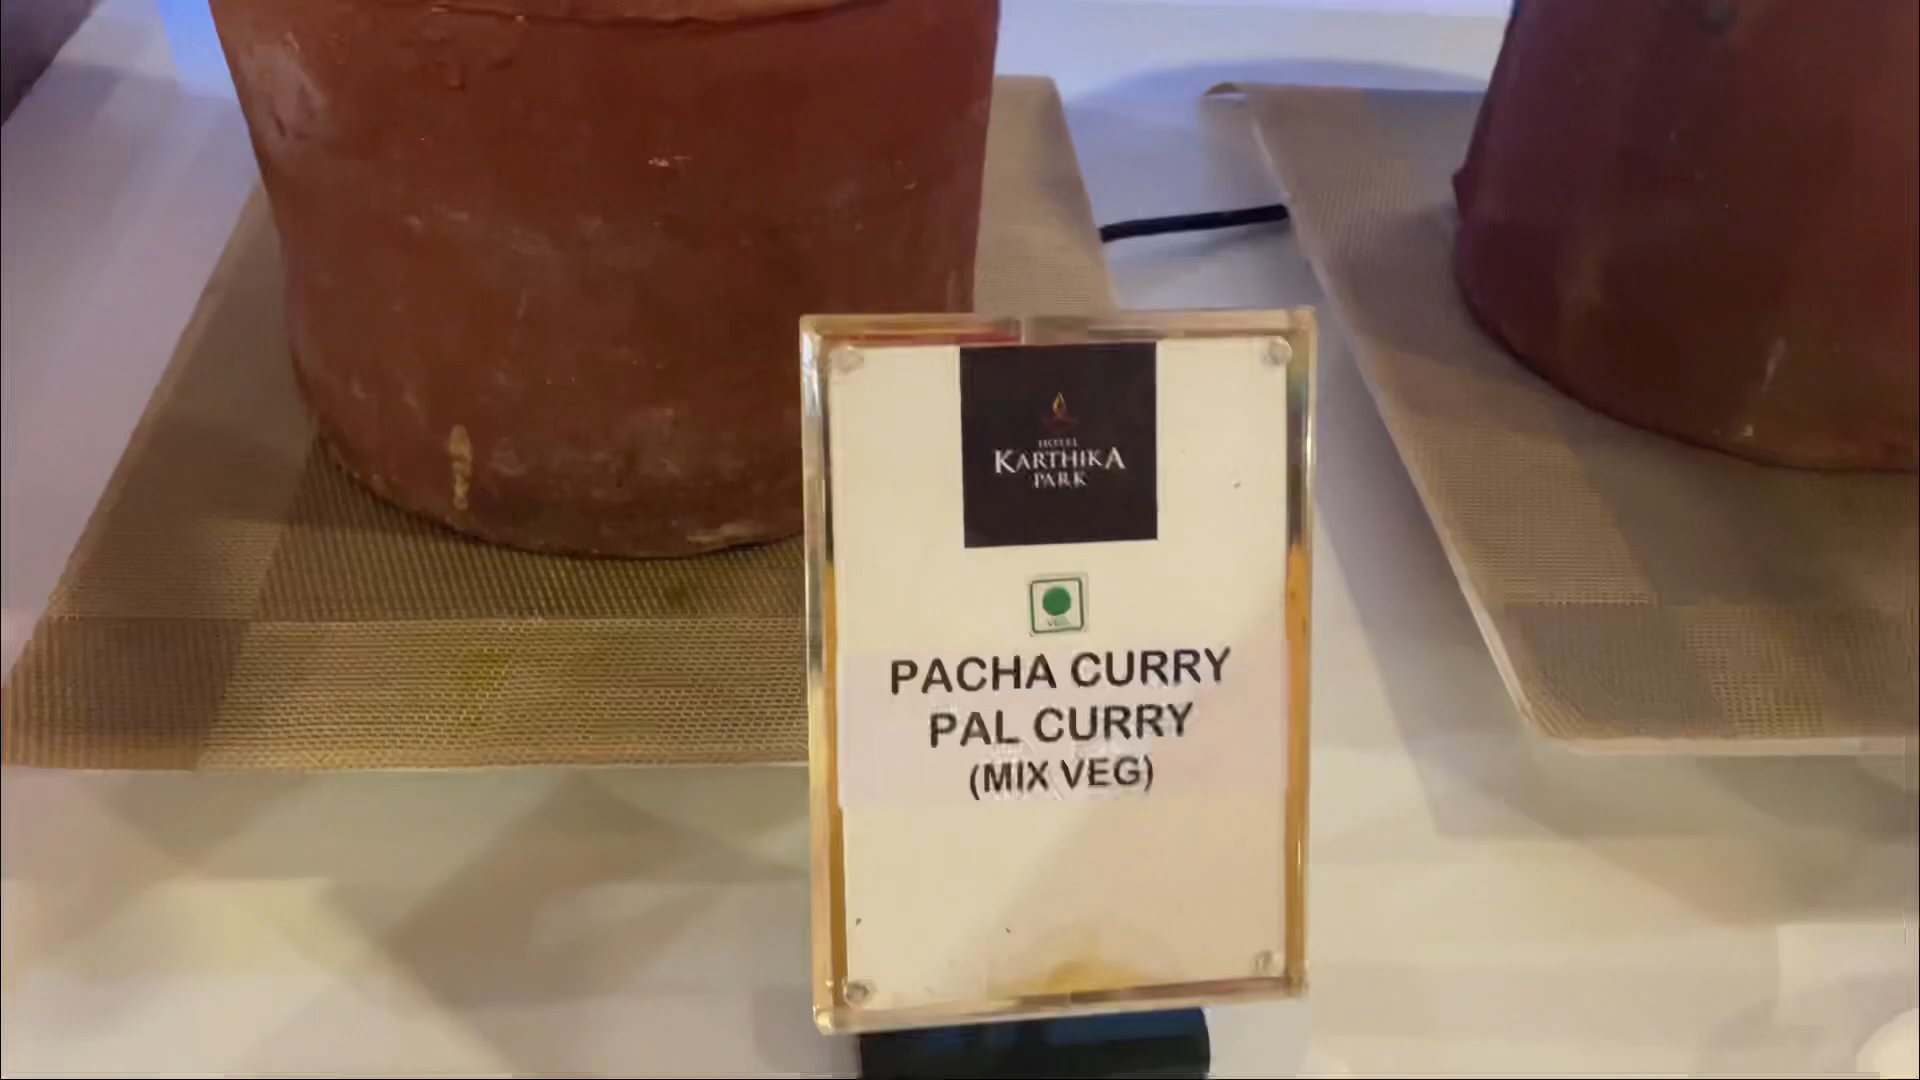 HOTEL
KARTHIKA
PARK
VEG
PACHA CURRY
PAL CURRY
(MIX VEG)